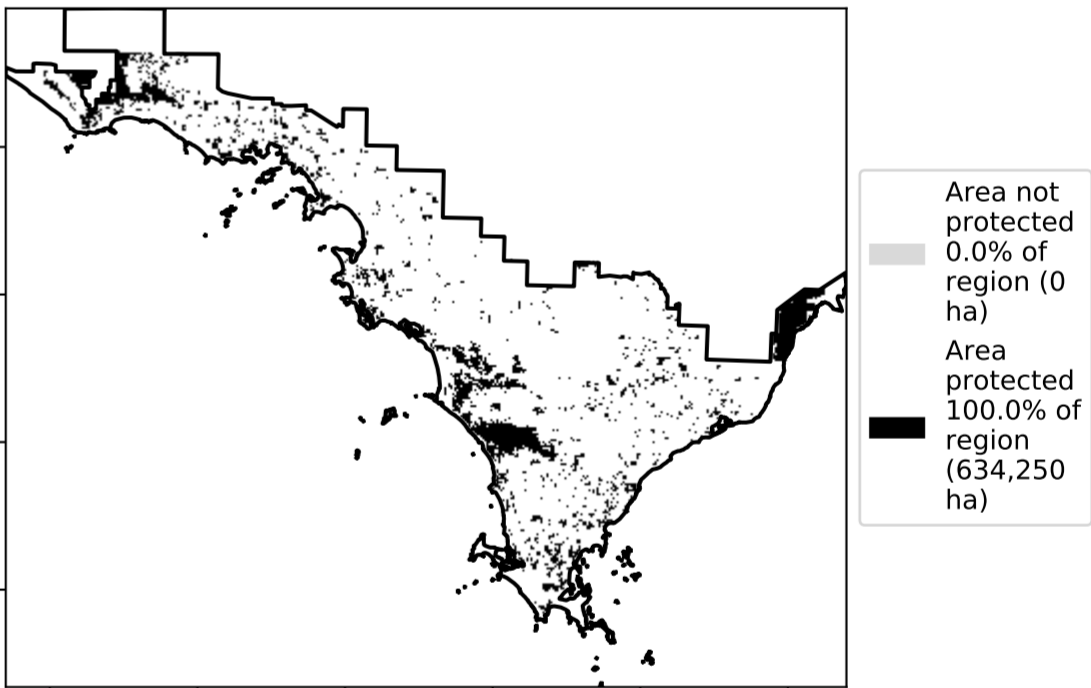 Area not
protected
0.0% of
region (0
ha)
Area
protected
100.0% of
region
(634,250
ha)